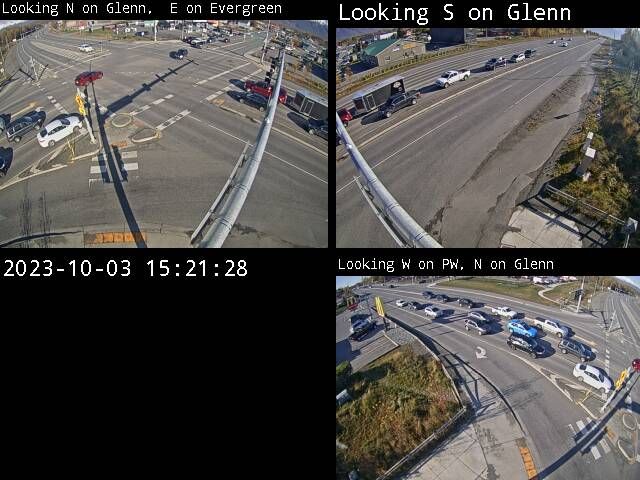 Looking N on Glenn,  E on Evergreen
Looking S on Glenn
2023-10-03 15:21:28
Looking W on PW, N on Glenn